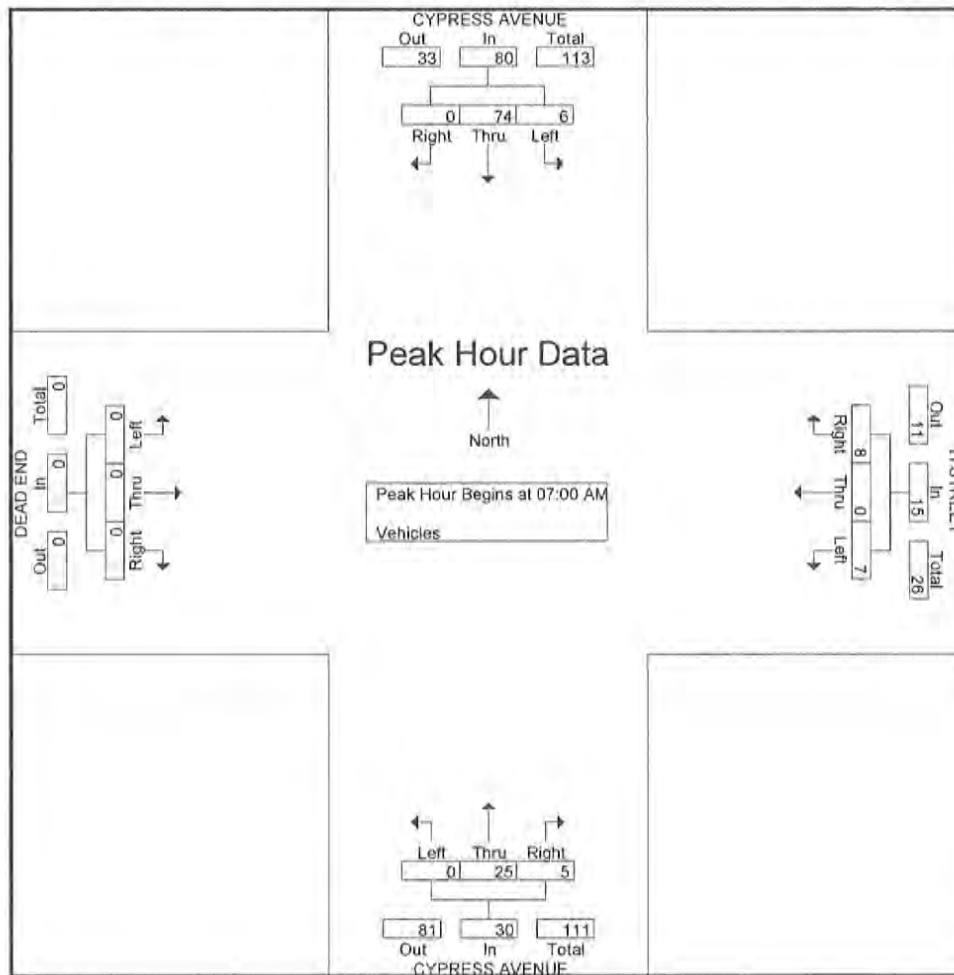 CYPRESS AVENUE
Out In Total
33 80 113
0 74 6
Right Thru Left
Peak Hour Data
North
Peak Hour Begins at 07:00 AM
Vehicles
DEAD END
Out In Total
0 0 0
0 0 0
Right Thru Left
Out In Total
11 15 26
8 0 7
Right Thru Left
Left Thru Right
0 25 5
81 30 111
Out In Total
CYPRESS AVENUE